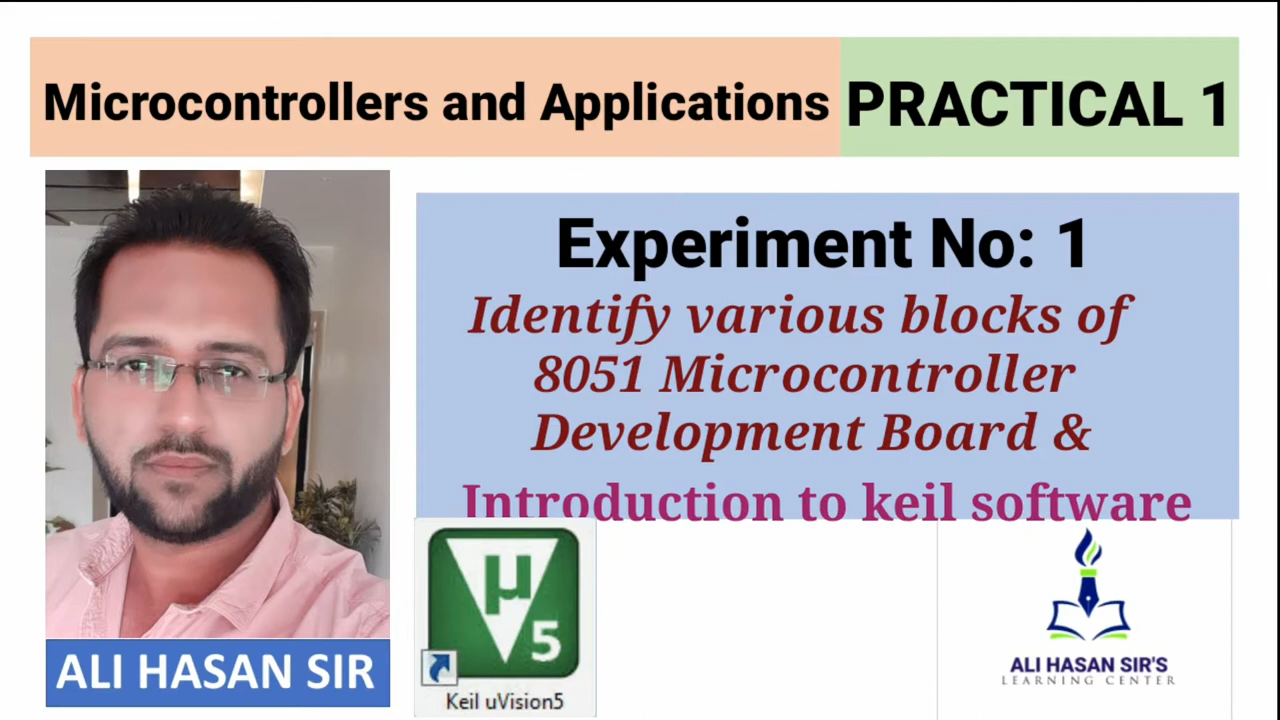 Microcontrollers and Applications PRACTICAL 1
Experiment No: 1
Identify various blocks of
8051 Microcontroller
Development Board &
Introduction to keil software
µ
5
Keil uVision5
ALI HASAN SIR
ALI HASAN SIR'S
LEARNING CENTER